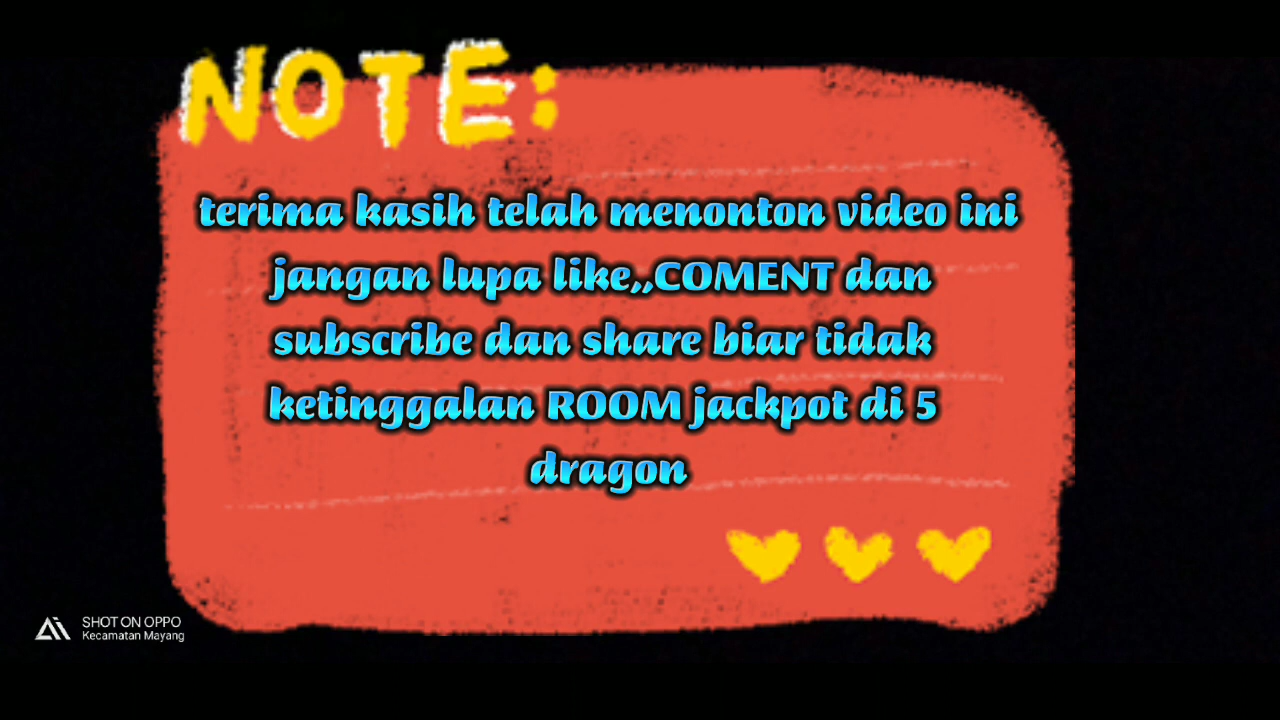 NOTE:
terima kasih telah menonton video ini
jangan lupa like,,COMENT dan
subscribe dan share biar tidak
ketinggalan ROOM jackpot di 5
dragon
SHOT ON OPPO
Kecamatan Mayang